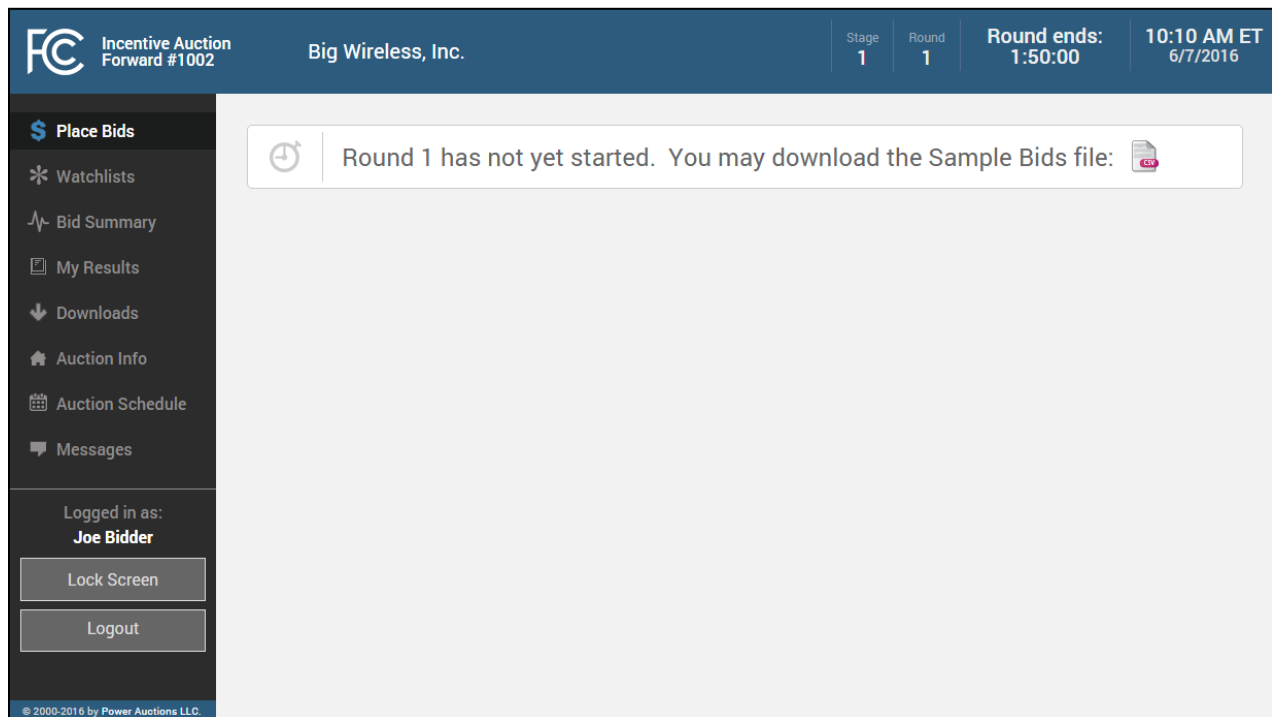 FCC
Incentive Auction
Forward #1002
Big Wireless, Inc.
Stage
1
Round
1
Round ends:
1:50:00
10:10 AM ET
6/7/2016
Place Bids
Watchlists
Bid Summary
My Results
Downloads
Auction Info
Auction Schedule
Messages
Logged in as:
Joe Bidder
Lock Screen
Logout
© 2000-2016 by Power Auctions LLC.
Round 1 has not yet started. You may download the Sample Bids file:
CSV